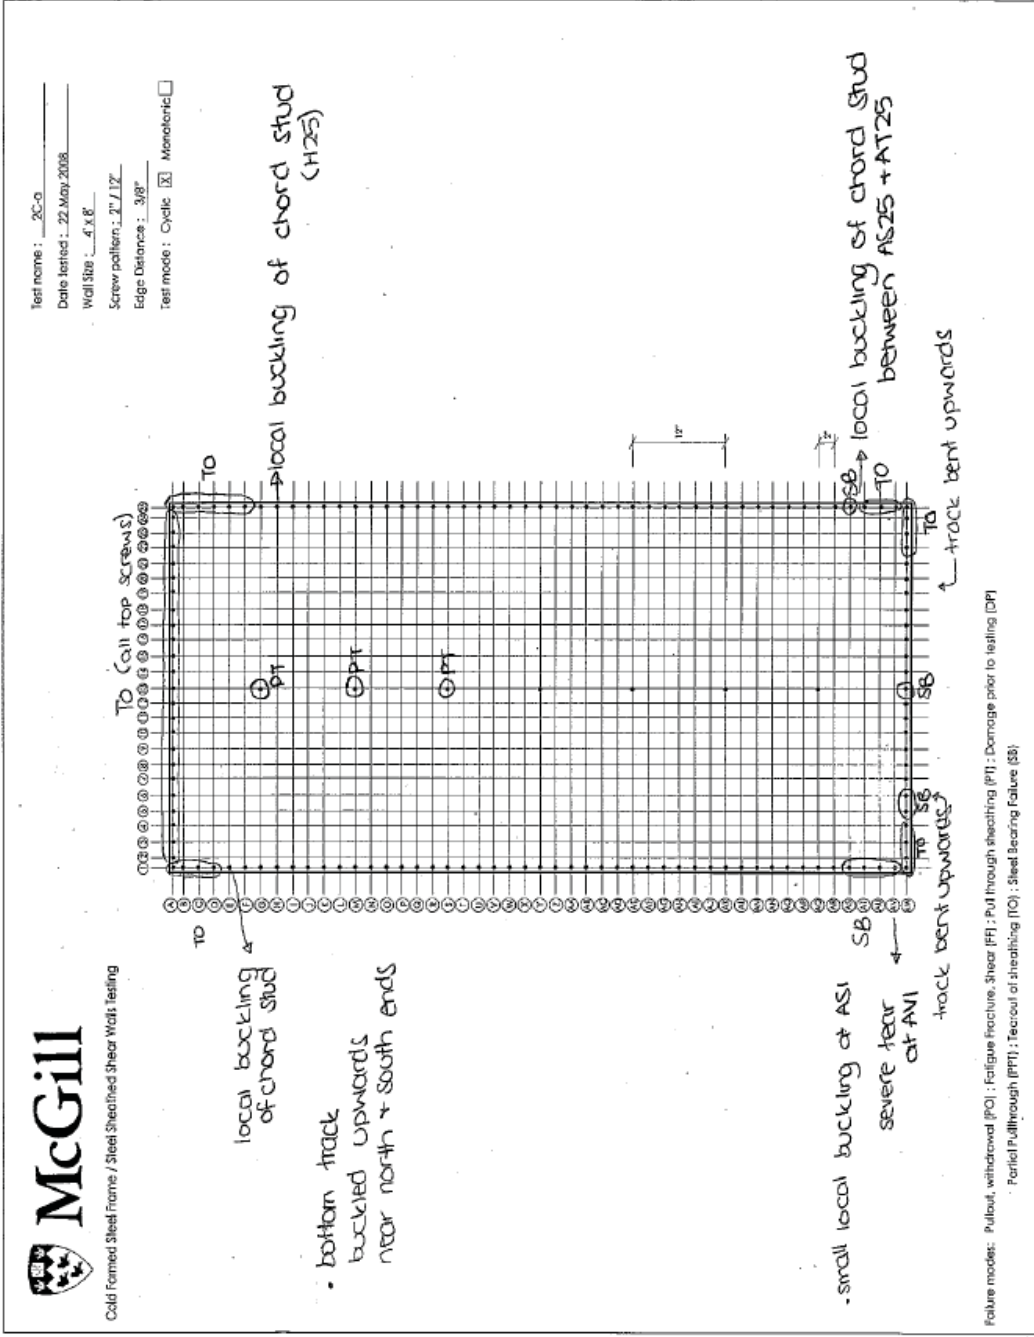 McGill
Cold Formed Steel Frame / Steel Sheathed Shear Walls Testing
Test name : 2C-a
Date tested : 22 May 2008
Wall Size : 4' x 8'
Screw pattern : 2" / 12"
Edge Distance : 3/8"
Test mode : Cyclic X Monotonic
TO (all top screws)
TO
TO
local buckling
of chord stud
local buckling of chord stud
(H25)
PT
PT
PT
• bottom track
buckled upwards
near north + south ends
12"
2"
SB
local buckling of chord stud
between AS25 + AT25
TO
TO
track bent upwards
SB
SB
TO
track bent upwards
SB
- small local buckling at AS1
severe tear
at AV1
Failure modes: Pullout, withdrawal (PO) ; Fatigue Fracture, Shear (FF) ; Pull through sheathing (PT) ; Damage prior to testing (DP)
Partial Pullthrough (PPT) ; Tearout of sheathing (TO) ; Steel Bearing Failure (SB)